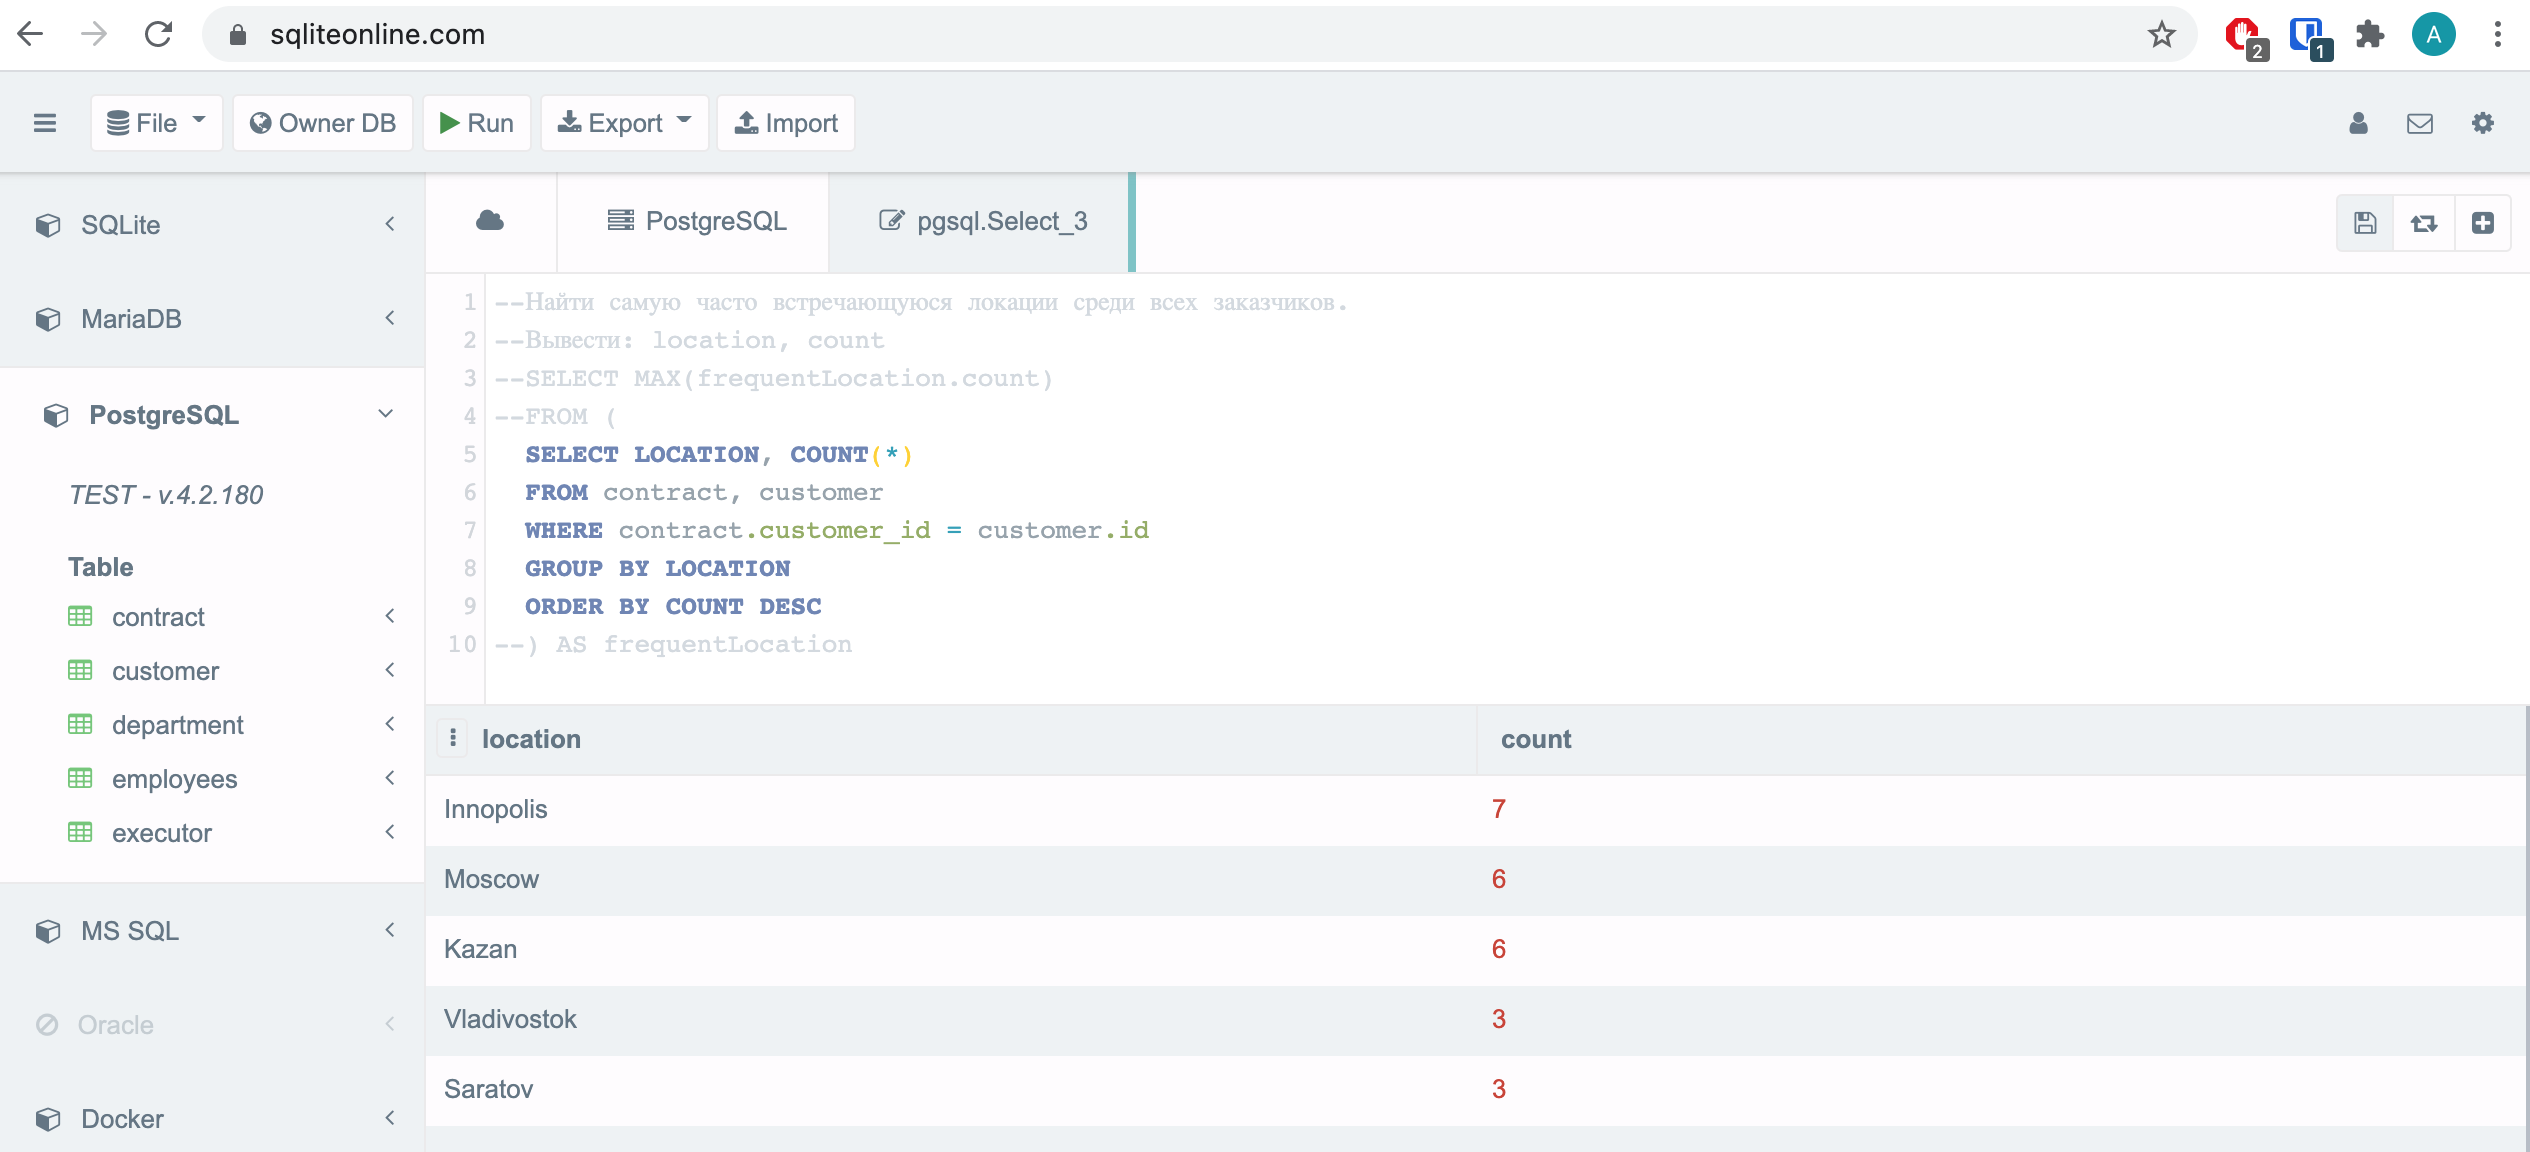 sqliteonline.com
2
1
A
File
Owner DB
Run
Export
Import
SQLite
MariaDB
PostgreSQL
TEST - v.4.2.180
Table
contract
customer
department
employees
executor
MS SQL
Oracle
Docker
PostgreSQL
pgsql.Select_3
1 --Найти самую часто встречающуюся локации среди всех заказчиков.
2 --Вывести: location, count
3 --SELECT MAX(frequentLocation.count)
4 --FROM (
5 SELECT LOCATION, COUNT(*)
6 FROM contract, customer
7 WHERE contract.customer_id = customer.id
8 GROUP BY LOCATION
9 ORDER BY COUNT DESC
10 --) AS frequentLocation
location count
Innopolis 7
Moscow 6
Kazan 6
Vladivostok 3
Saratov 3